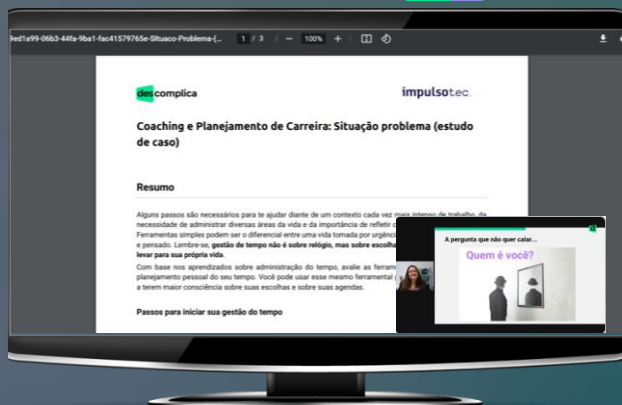 9ed1a99-06b3-44fa-9ba1-fac41579765e-Situaco-Problema-(...
1 / 3
100%
descomplica
impulsotec.
Coaching e Planejamento de Carreira: Situação problema (estudo
de caso)
Resumo
Alguns passos são necessários para te ajudar diante de um contexto cada vez mais intenso de trabalho, da
necessidade de administrar diversas áreas da vida e da importância de refletir
Ferramentas simples podem ser o diferencial entre uma vida tomada por urgênci
e pensado. Lembre-se, gestão de tempo não é sobre relógio, mas sobre escolha
levar para sua própria vida.
Com base nos aprendizados sobre administração do tempo, avalie as ferram
planejamento pessoal do seu tempo. Você pode usar esse mesmo ferramental
a terem maior consciência sobre suas escolhas e sobre suas agendas.
Passos para iniciar sua gestão do tempo
A pergunta que não quer calar...
Quem é você?